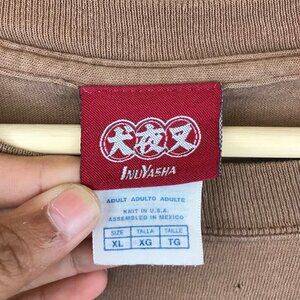 犬夜叉
INUYASHA
ADULT ADULTO ADULTE
KNIT IN U.S.A.
ASSEMBLED IN MEXICO
SIZE TALLA TAILLE
XL XG TG